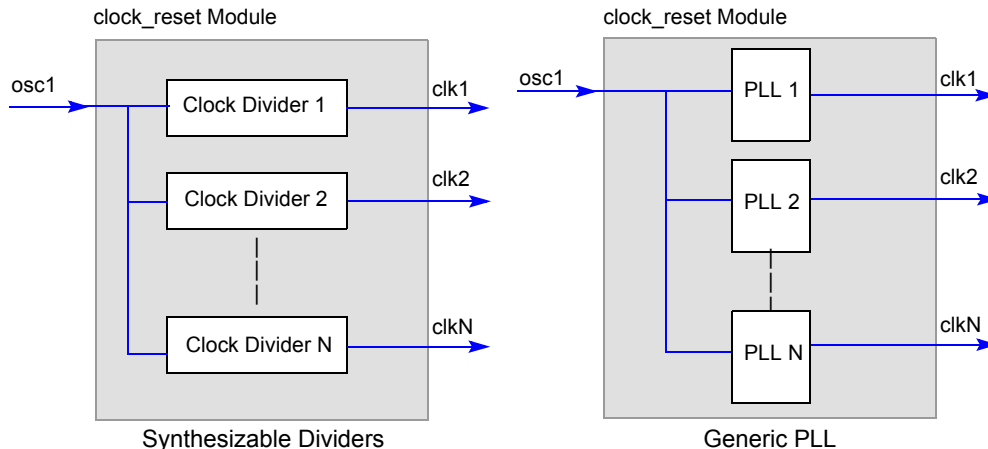 clock_reset Module
osc1
Clock Divider 1
clk1
Clock Divider 2
clk2
Clock Divider N
clkN
Synthesizable Dividers
clock_reset Module
osc1
PLL 1
clk1
PLL 2
clk2
PLL N
clkN
Generic PLL